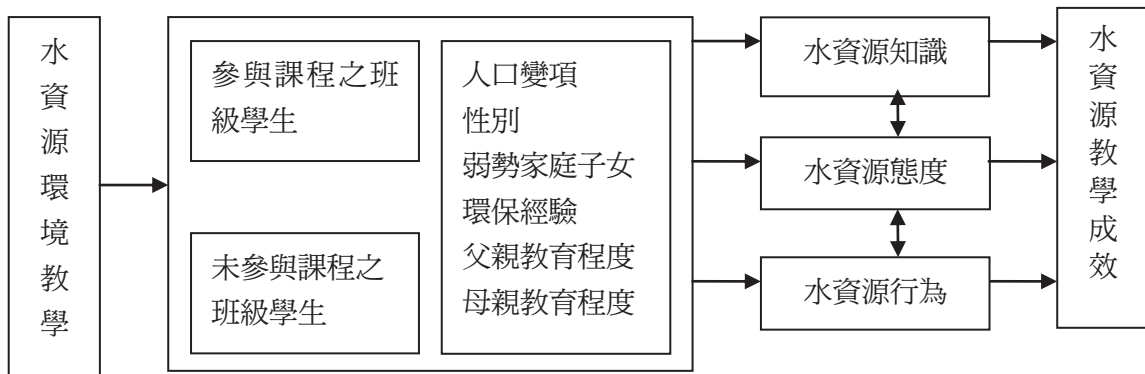 水資源環境教學
參與課程之班
級學生
未參與課程之
班級學生
人口變項
性別
弱勢家庭子女
環保經驗
父親教育程度
母親教育程度
水資源知識
水資源態度
水資源行為
水資源教學成效